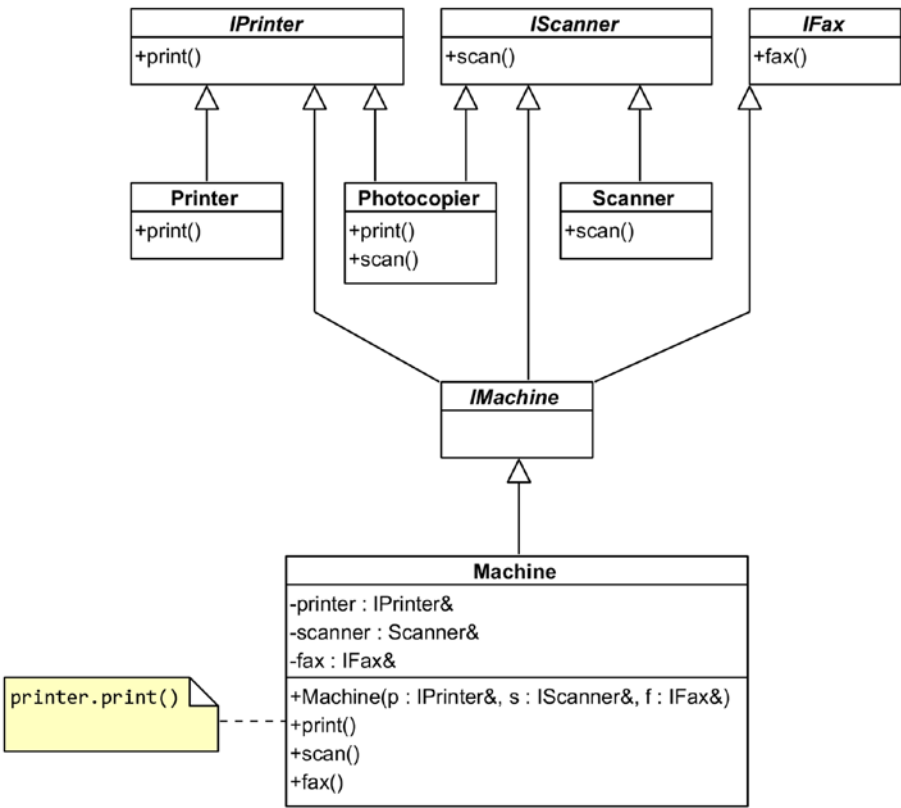 IPrinter
+print()
IScanner
+scan()
IFax
+fax()
Printer
+print()
Photocopier
+print()
+scan()
Scanner
+scan()
IMachine
Machine
-printer : IPrinter&
-scanner : Scanner&
-fax : IFax&
+Machine(p : IPrinter&, s : IScanner&, f : IFax&)
+print()
+scan()
+fax()
printer.print()